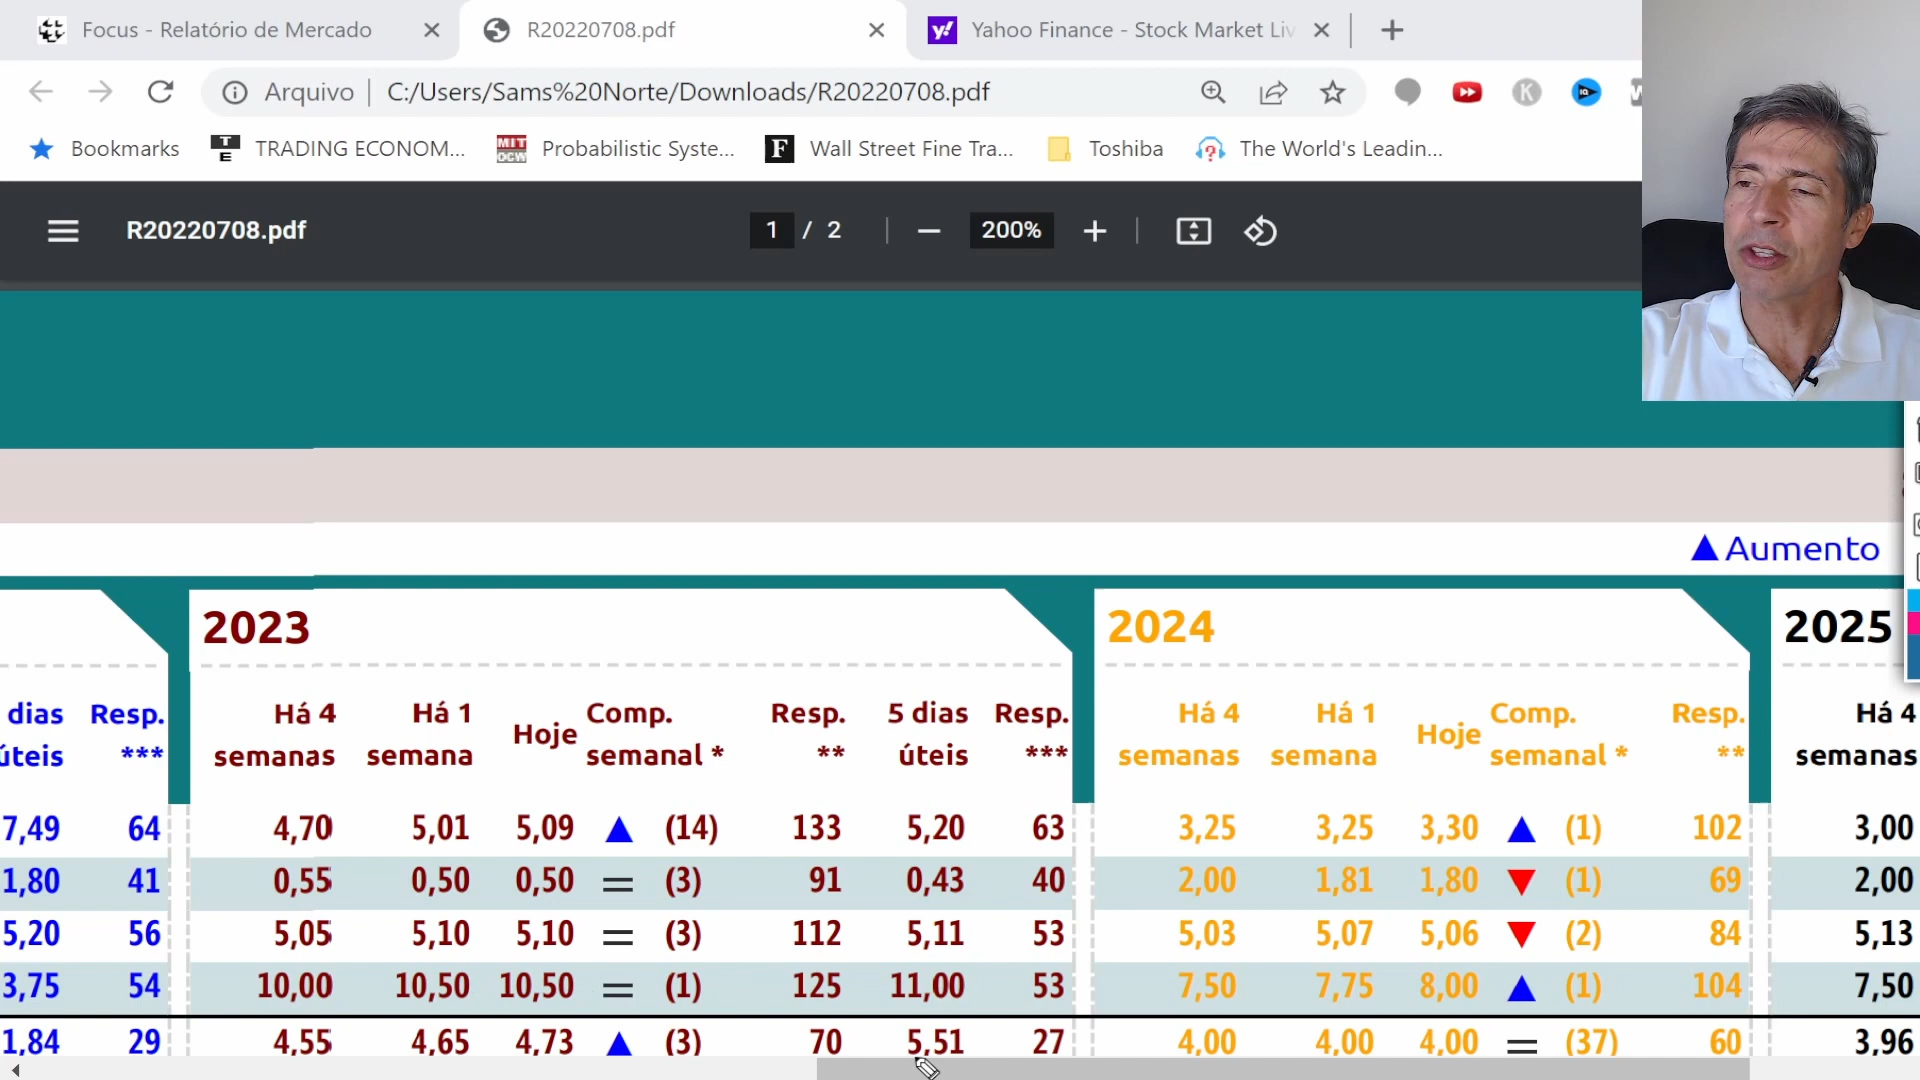 Focus - Relatório de Mercado
R20220708.pdf
Yahoo Finance - Stock Market Liv
Arquivo | C:/Users/Sams%20Norte/Downloads/R20220708.pdf
Bookmarks TRADING ECONOM... Probabilistic Syste... Wall Street Fine Tra... Toshiba The World's Leadin...
R20220708.pdf 1 / 2 200%
▲Aumento
2023 2024 2025
dias úteis Resp. *** Há 4 semanas Há 1 semana Hoje Comp. semanal * Resp. ** 5 dias úteis Resp. *** Há 4 semanas Há 1 semana Hoje Comp. semanal * Resp. ** Há 4 semanas
7,49 64 4,70 5,01 5,09 ▲ (14) 133 5,20 63 3,25 3,25 3,30 ▲ (1) 102 3,00
1,80 41 0,55 0,50 0,50 = (3) 91 0,43 40 2,00 1,81 1,80 ▼ (1) 69 2,00
5,20 56 5,05 5,10 5,10 = (3) 112 5,11 53 5,03 5,07 5,06 ▼ (2) 84 5,13
3,75 54 10,00 10,50 10,50 = (1) 125 11,00 53 7,50 7,75 8,00 ▲ (1) 104 7,50
1,84 29 4,55 4,65 4,73 ▲ (3) 70 5,51 27 4,00 4,00 4,00 = (37) 60 3,96